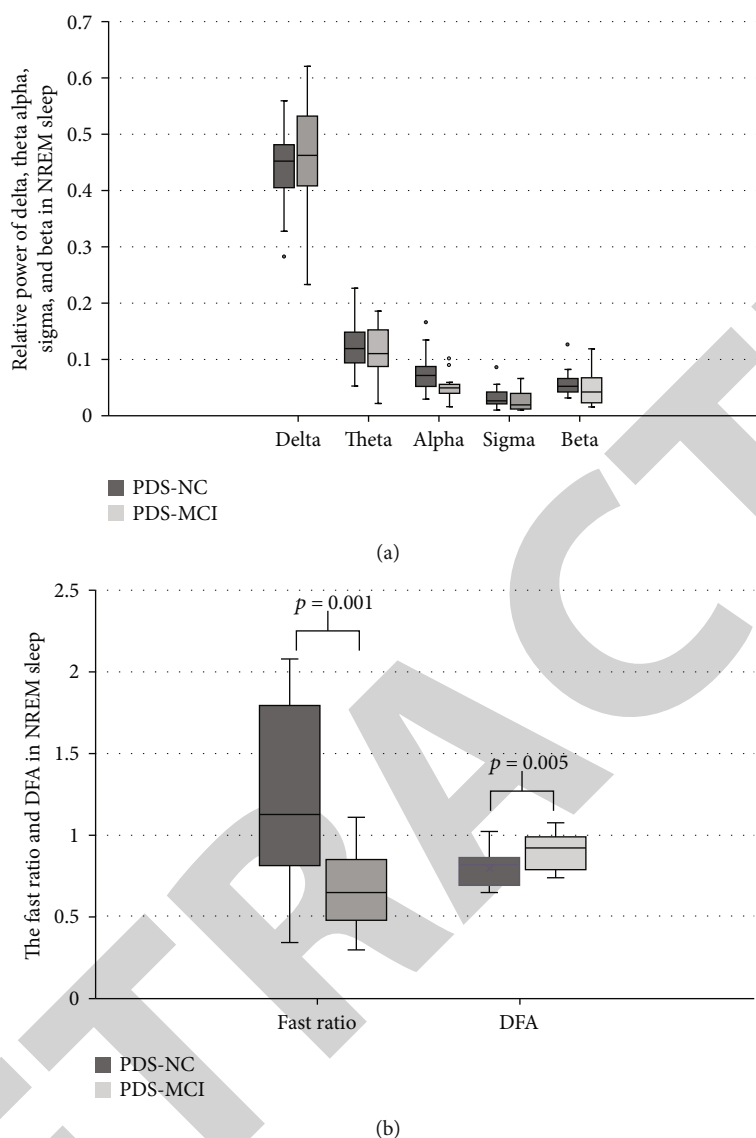 Relative power of delta, theta alpha,
sigma, and beta in NREM sleep
0.7
0.6
0.5
0.4
0.3
0.2
0.1
0
Delta Theta Alpha Sigma Beta
PDS-NC
PDS-MCI
(a)
The fast ratio and DFA in NREM sleep
2.5
2
1.5
1
0.5
0
p = 0.001
p = 0.005
Fast ratio DFA
PDS-NC
PDS-MCI
(b)
TRACT